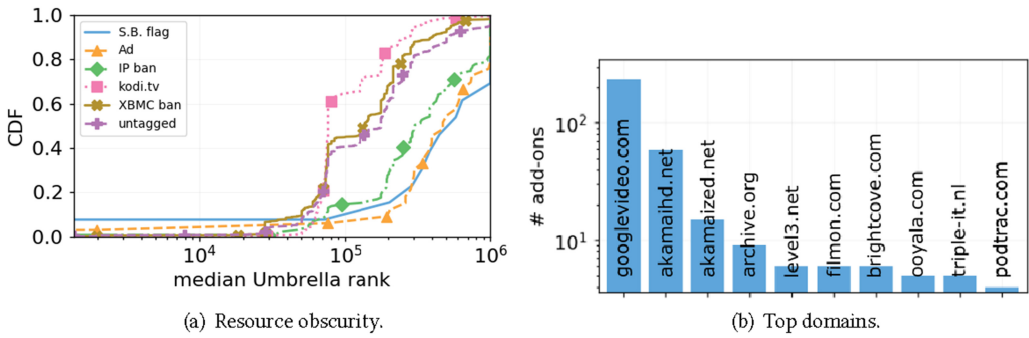 1.0
0.8
0.6
0.4
0.2
0.0
CDF
S.B. flag
Ad
IP ban
kodi.tv
XBMC ban
untagged
10^4
10^5
10^6
median Umbrella rank
(a) Resource obscurity.
# add-ons
10^2
10^1
googlevideo.com
akamaihd.net
akamaized.net
archive.org
level3.net
filmon.com
brightcove.com
ooyala.com
triple-it.nl
podtrac.com
(b) Top domains.